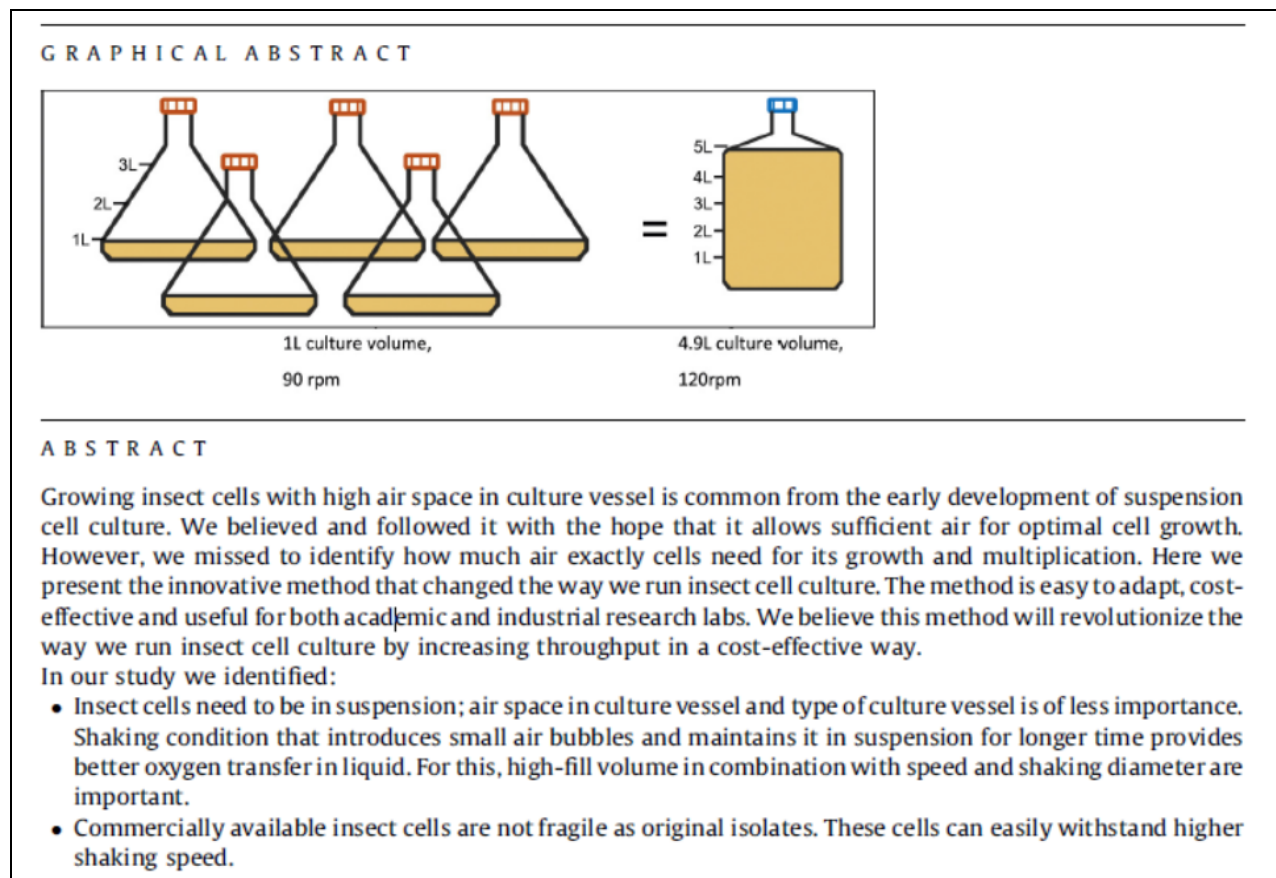 GRAPHICAL ABSTRACT
3L
2L
1L
=
5L
4L
3L
2L
1L
1L culture volume,
90 rpm
4.9L culture volume,
120rpm
ABSTRACT
Growing insect cells with high air space in culture vessel is common from the early development of suspension
cell culture. We believed and followed it with the hope that it allows sufficient air for optimal cell growth.
However, we missed to identify how much air exactly cells need for its growth and multiplication. Here we
present the innovative method that changed the way we run insect cell culture. The method is easy to adapt, cost-
effective and useful for both academic and industrial research labs. We believe this method will revolutionize the
way we run insect cell culture by increasing throughput in a cost-effective way.
In our study we identified:
• Insect cells need to be in suspension; air space in culture vessel and type of culture vessel is of less importance.
Shaking condition that introduces small air bubbles and maintains it in suspension for longer time provides
better oxygen transfer in liquid. For this, high-fill volume in combination with speed and shaking diameter are
important.
• Commercially available insect cells are not fragile as original isolates. These cells can easily withstand higher
shaking speed.